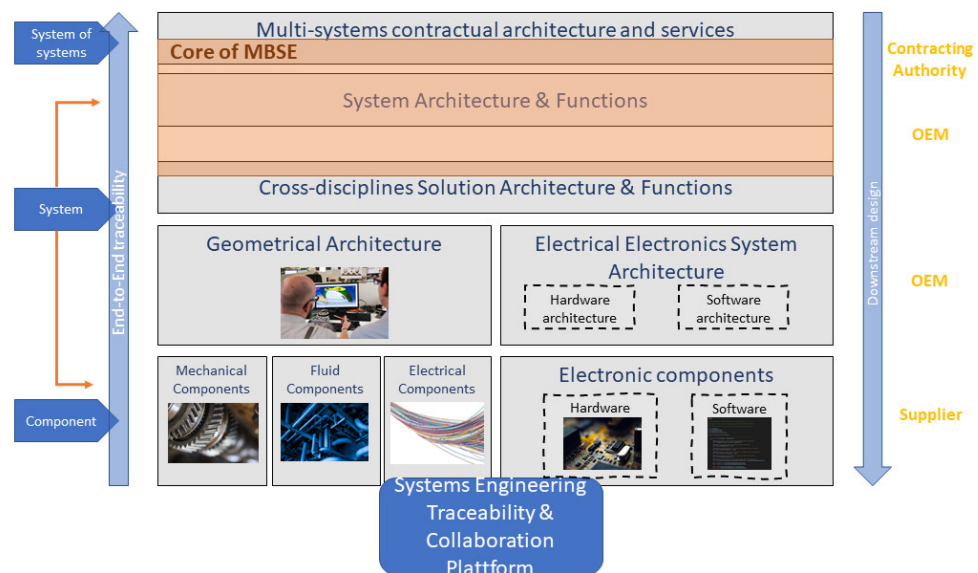 System of
systems
System
Component
End-to-End traceability
Multi-systems contractual architecture and services
Core of MBSE
System Architecture & Functions
Cross-disciplines Solution Architecture & Functions
Geometrical Architecture
Electrical Electronics System
Architecture
Hardware
architecture
Software
architecture
Mechanical
Components
Fluid
Components
Electrical
Components
Electronic components
Hardware
Software
Systems Engineering
Traceability &
Collaboration
Plattform
Downstream design
Contracting
Authority
OEM
OEM
Supplier